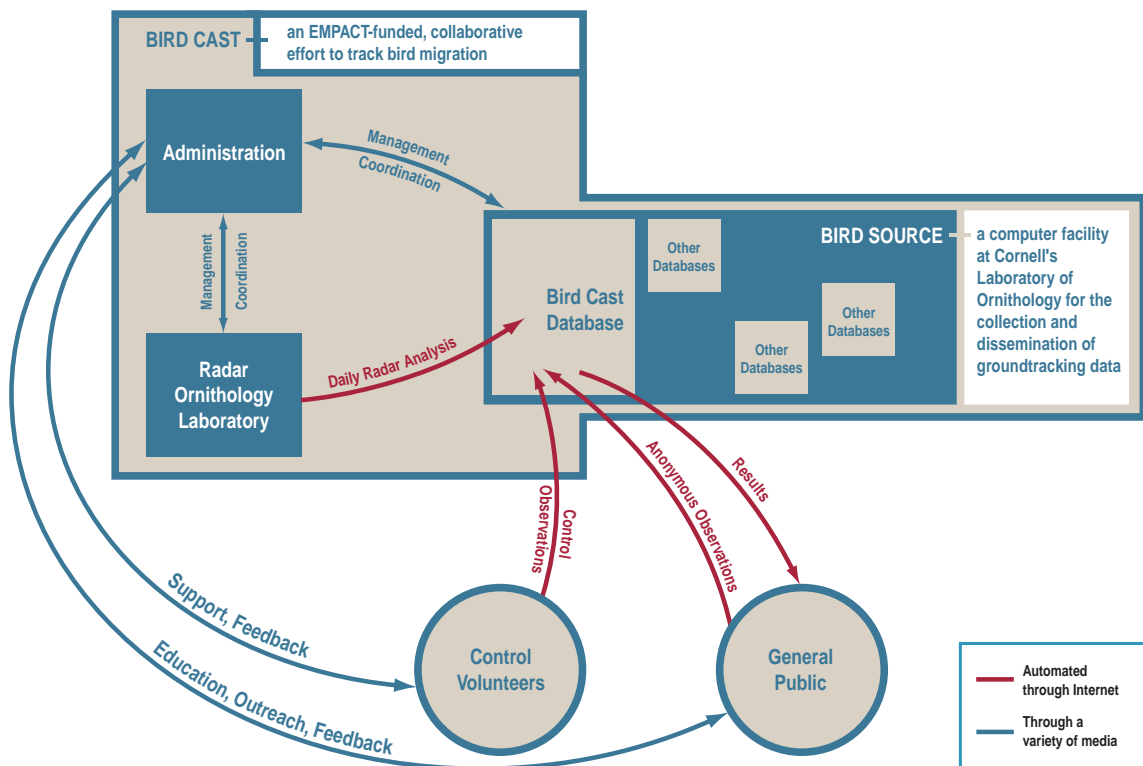 BIRD CAST
an EMPACT-funded, collaborative
effort to track bird migration
Administration
Management
Coordination
Management
Coordination
Radar
Ornithology
Laboratory
Daily Radar Analysis
Bird Cast
Database
Other
Databases
Other
Databases
Other
Databases
BIRD SOURCE
a computer facility
at Cornell's
Laboratory of
Ornithology for the
collection and
dissemination of
groundtracking data
Control
Observations
Anonymous Observations
Results
Support, Feedback
Education, Outreach, Feedback
Control
Volunteers
General
Public
Automated
through Internet
Through a
variety of media